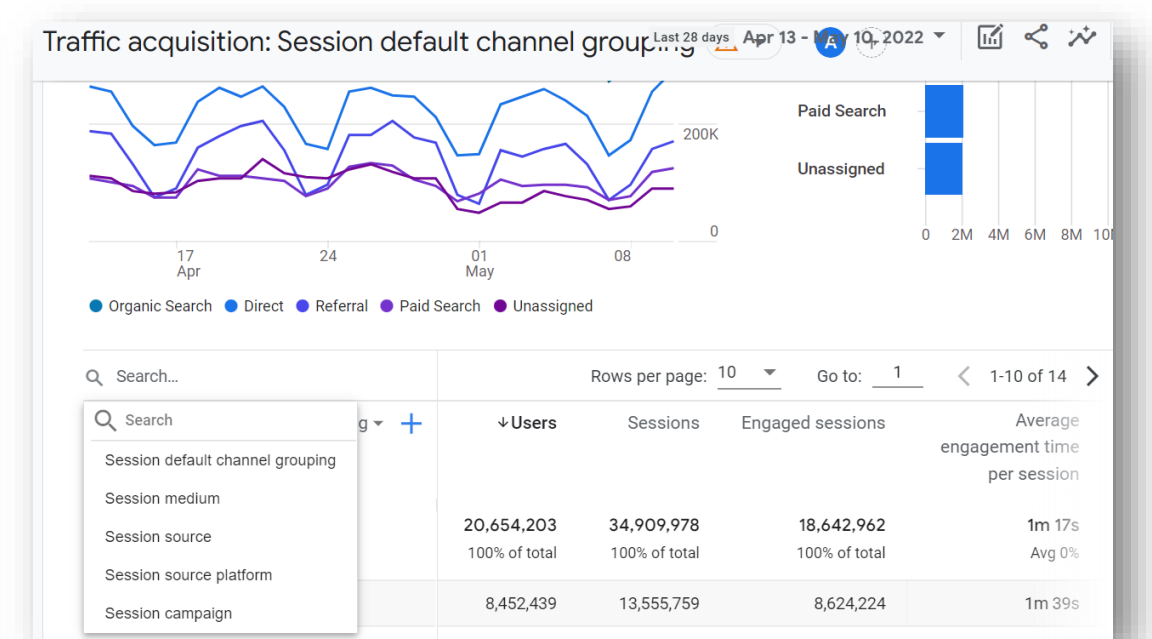 Traffic acquisition: Session default channel grouping
Last 28 days Apr 13 - May 10, 2022
A
200K
0
17
Apr
24
01
May
08
Organic Search Direct Referral Paid Search Unassigned
Paid Search
Unassigned
0 2M 4M 6M 8M 10
Search...
Rows per page: 10 Go to: 1 1-10 of 14
Search
g
Session default channel grouping
Session medium
Session source
Session source platform
Session campaign
Users Sessions Engaged sessions Average
engagement time
per session
20,654,203 34,909,978 18,642,962 1m 17s
100% of total 100% of total 100% of total Avg 0%
8,452,439 13,555,759 8,624,224 1m 39s